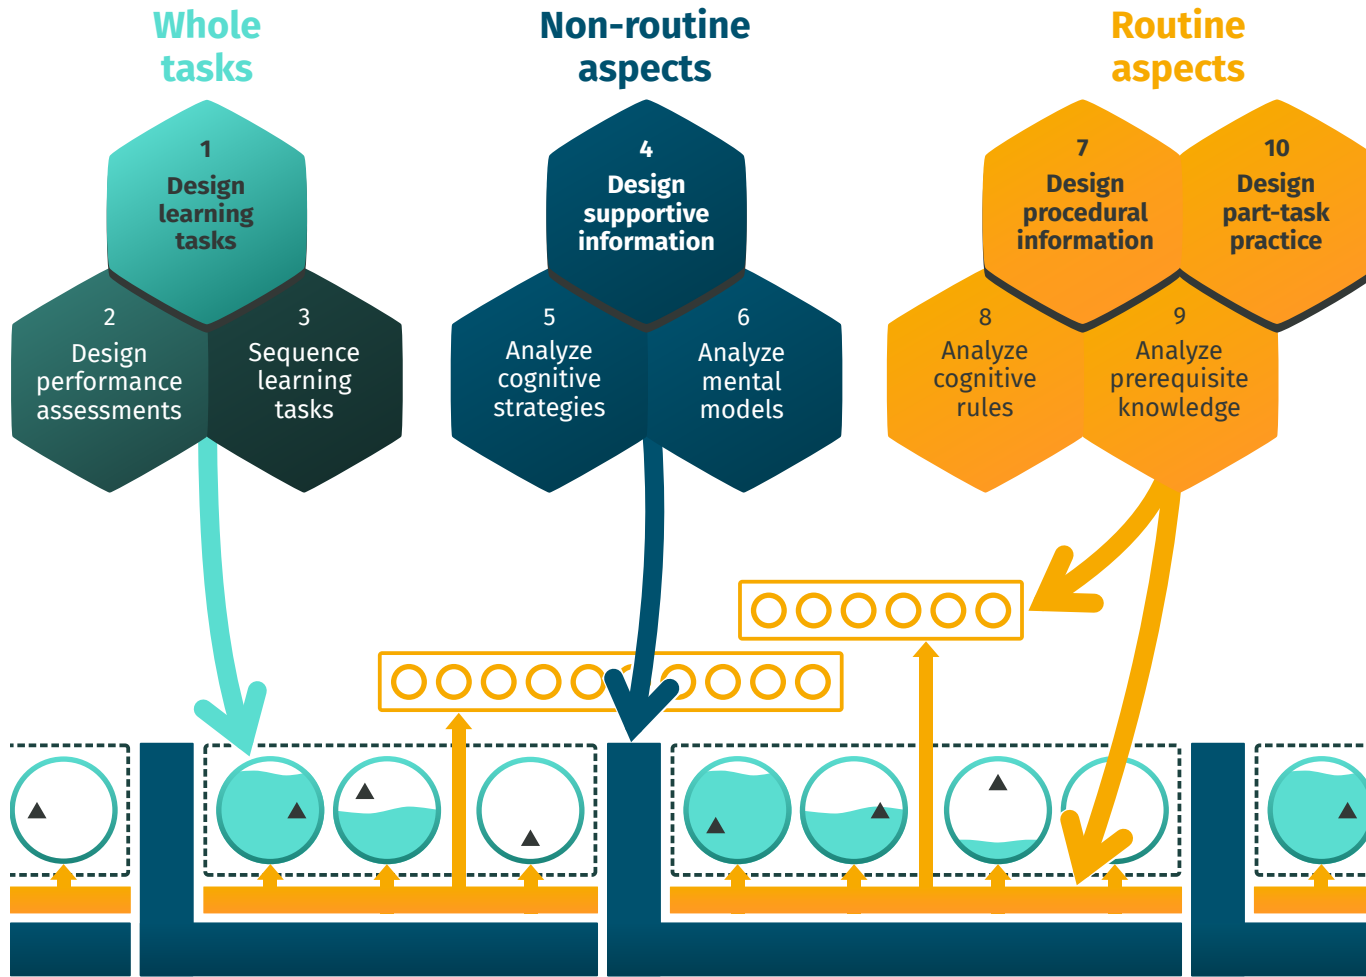 Whole
tasks
1
Design
learning
tasks
2
Design
performance
assessments
3
Sequence
learning
tasks
Non-routine
aspects
4
Design
supportive
information
5
Analyze
cognitive
strategies
6
Analyze
mental
models
Routine
aspects
7
Design
procedural
information
10
Design
part-task
practice
8
Analyze
cognitive
rules
9
Analyze
prerequisite
knowledge